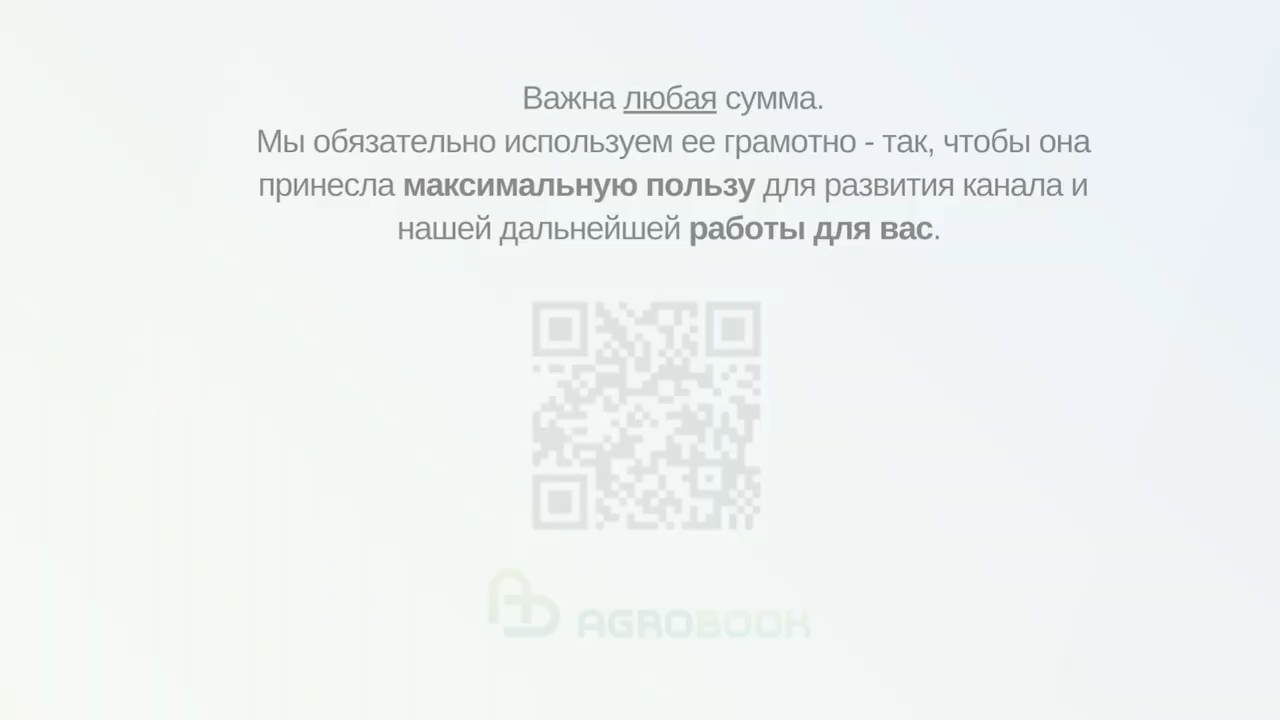 Важна любая сумма.
Мы обязательно используем ее грамотно - так, чтобы она
принесла максимальную пользу для развития канала и
нашей дальнейшей работы для вас.
AGROBOOK